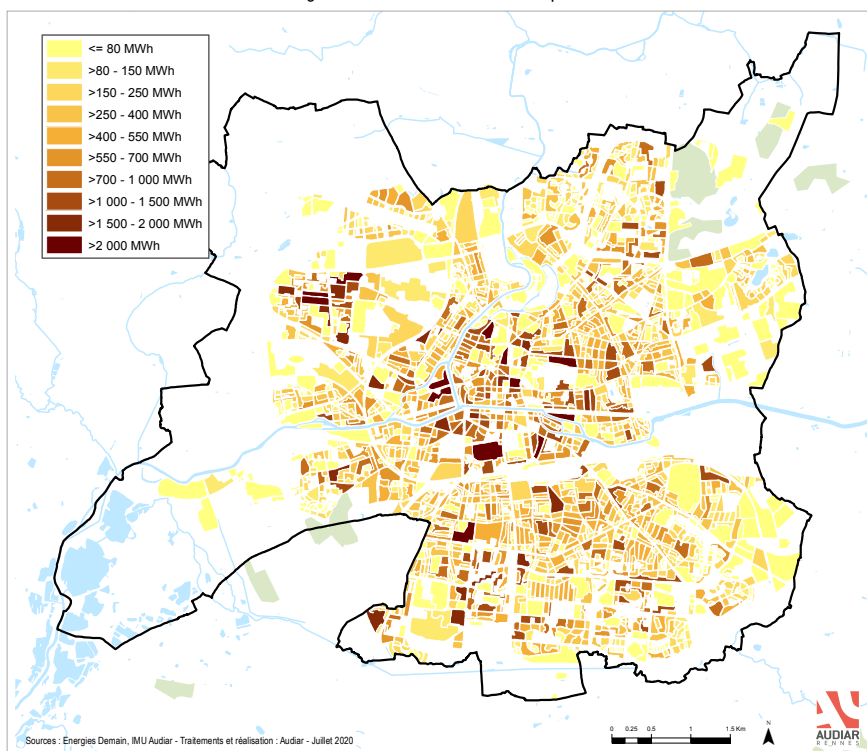 <= 80 MWh
>80 - 150 MWh
>150 - 250 MWh
>250 - 400 MWh
>400 - 550 MWh
>550 - 700 MWh
>700 - 1 000 MWh
>1 000 - 1 500 MWh
>1 500 - 2 000 MWh
>2 000 MWh
Sources : Energies Demain, IMU Audiar - Traitements et réalisation : Audiar - Juillet 2020
0 0.25 0.5 1 1.5 Km
N
AU
AUDIAR
RENNES